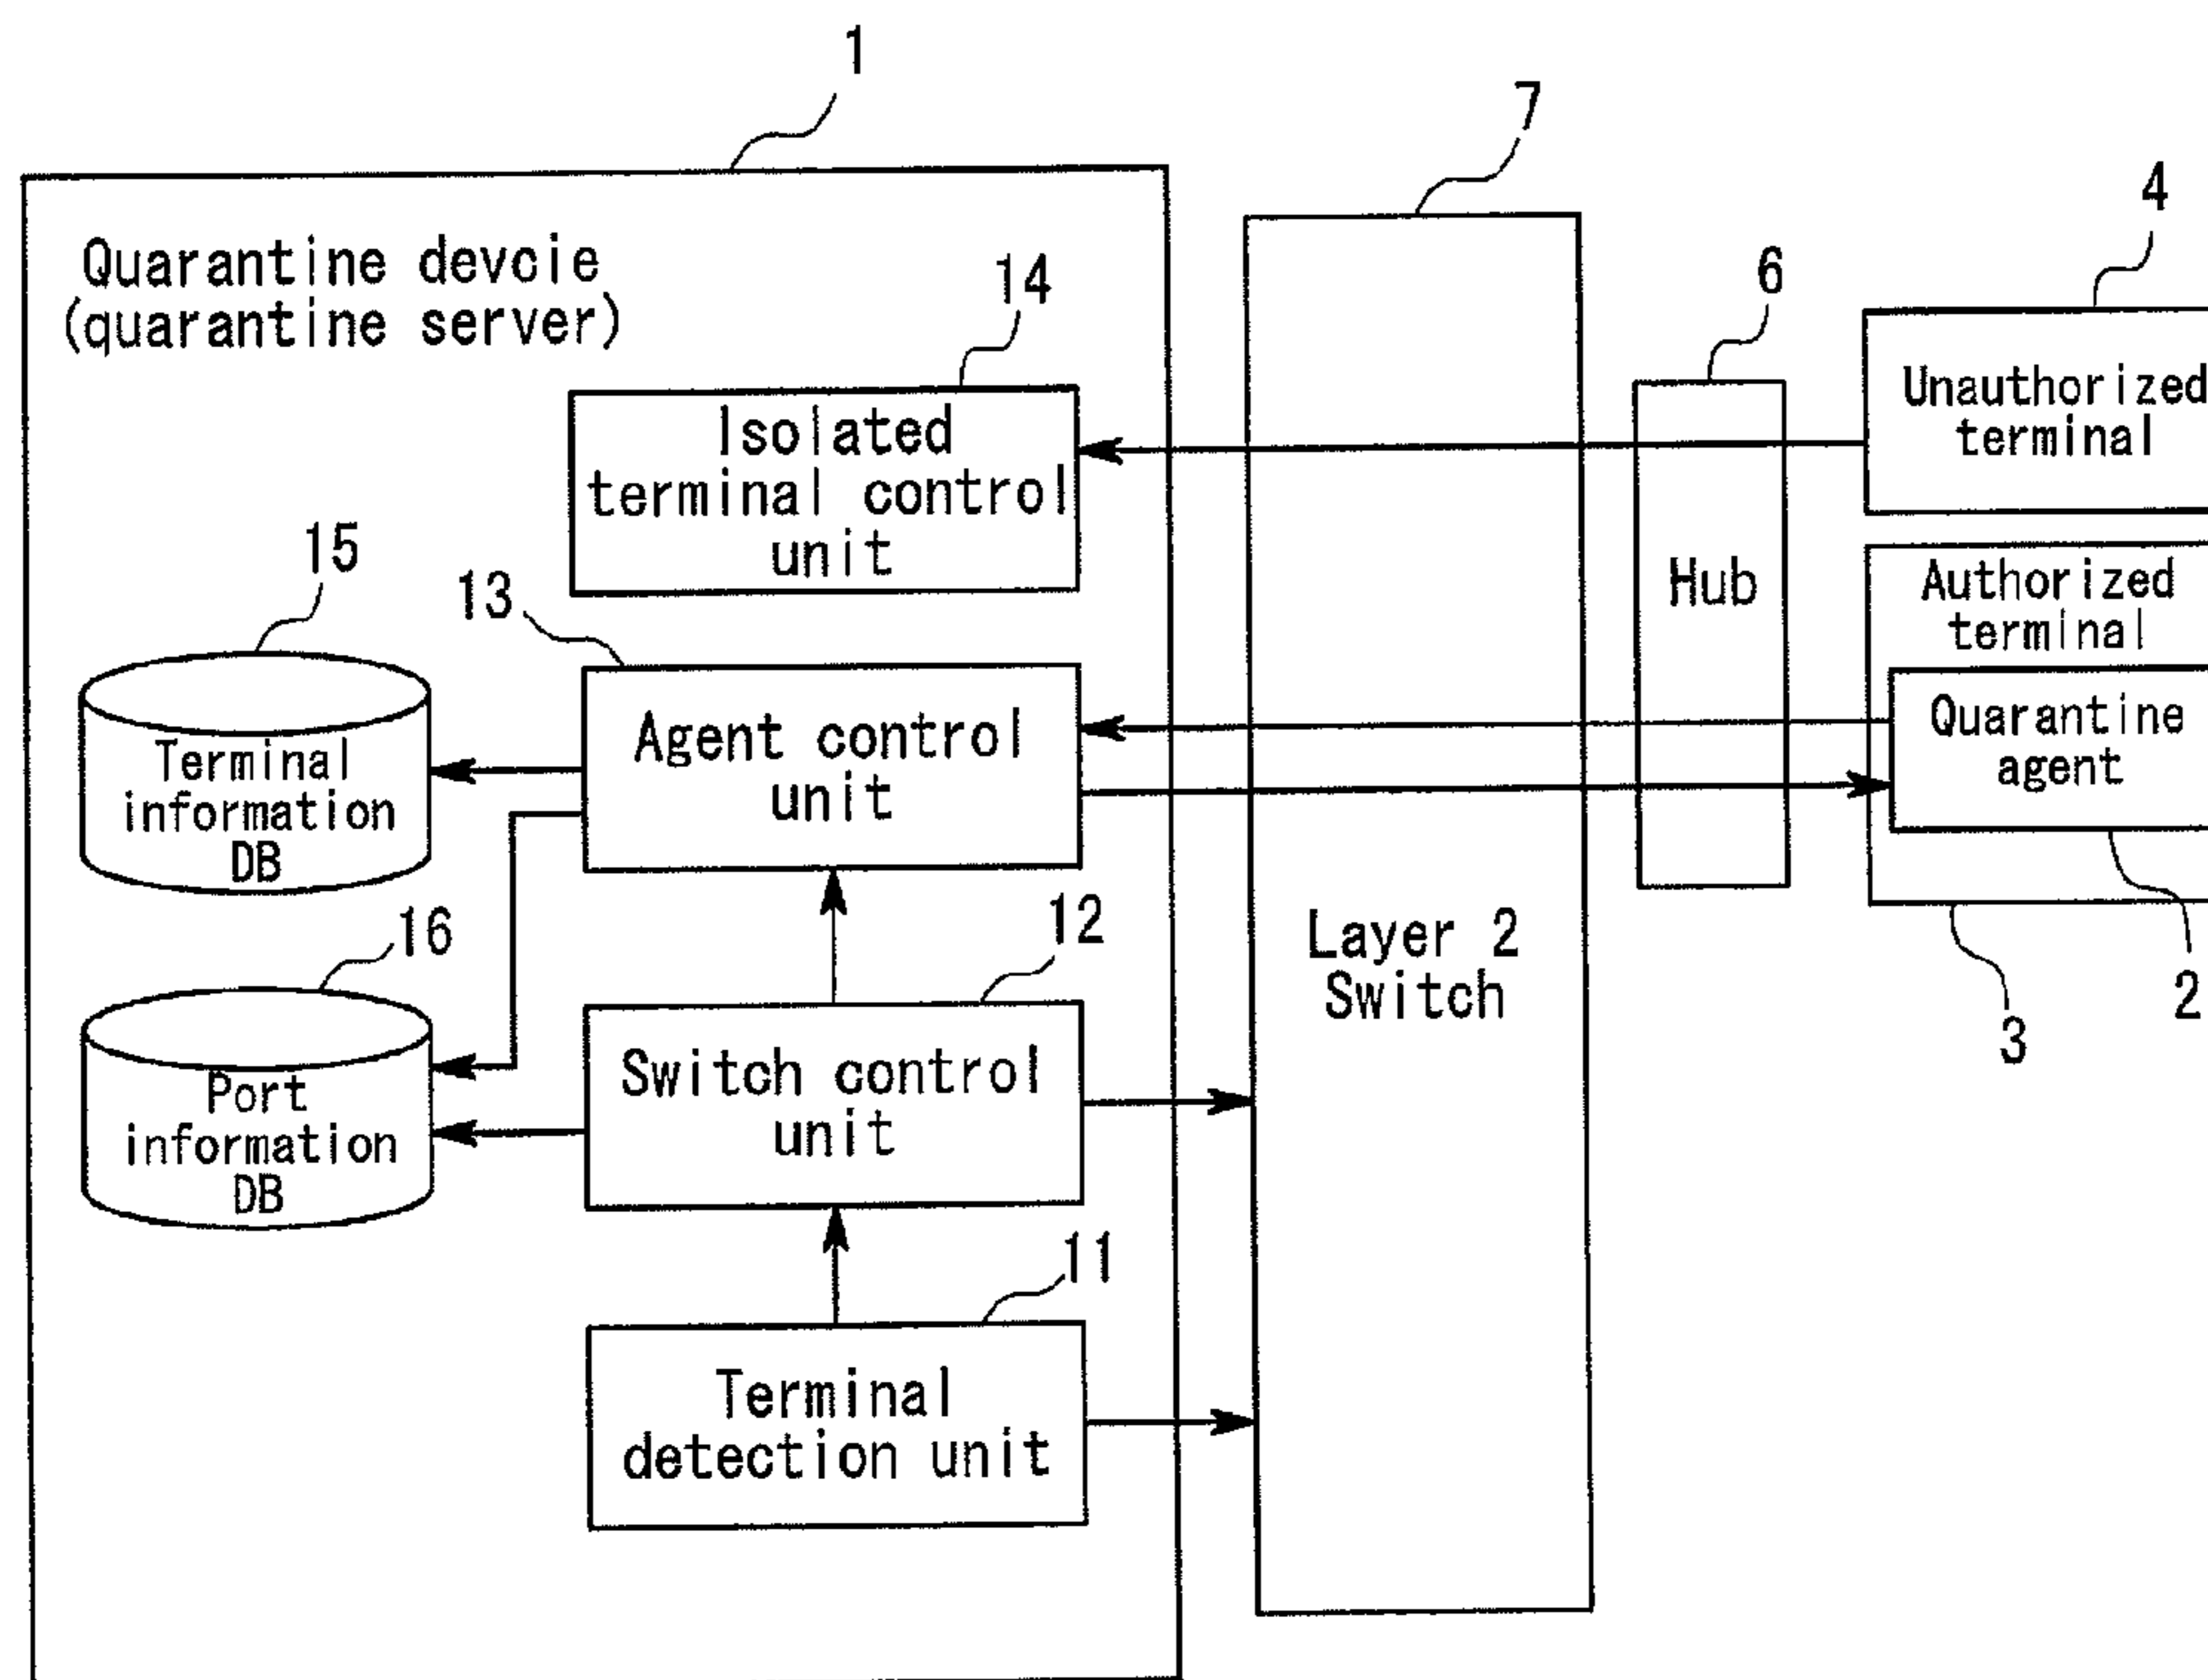 1
7
4
Quarantine devcie
(quarantine server)
14
6
Unauthorized
terminal
Isolated
terminal control
unit
15
13
Hub
Authorized
terminal
Terminal
information
DB
Agent control
unit
Quarantine
agent
16
12
Layer 2
Switch
2
3
Port
information
DB
Switch control
unit
11
Terminal
detection unit